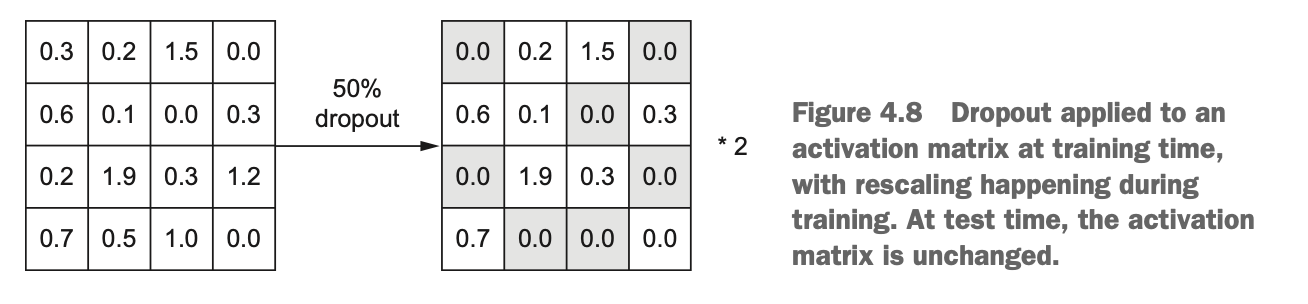 0.3 0.2 1.5 0.0
0.6 0.1 0.0 0.3
0.2 1.9 0.3 1.2
0.7 0.5 1.0 0.0
50%
dropout
0.0 0.2 1.5 0.0
0.6 0.1 0.0 0.3
0.0 1.9 0.3 0.0
0.7 0.0 0.0 0.0
* 2
Figure 4.8 Dropout applied to an
activation matrix at training time,
with rescaling happening during
training. At test time, the activation
matrix is unchanged.